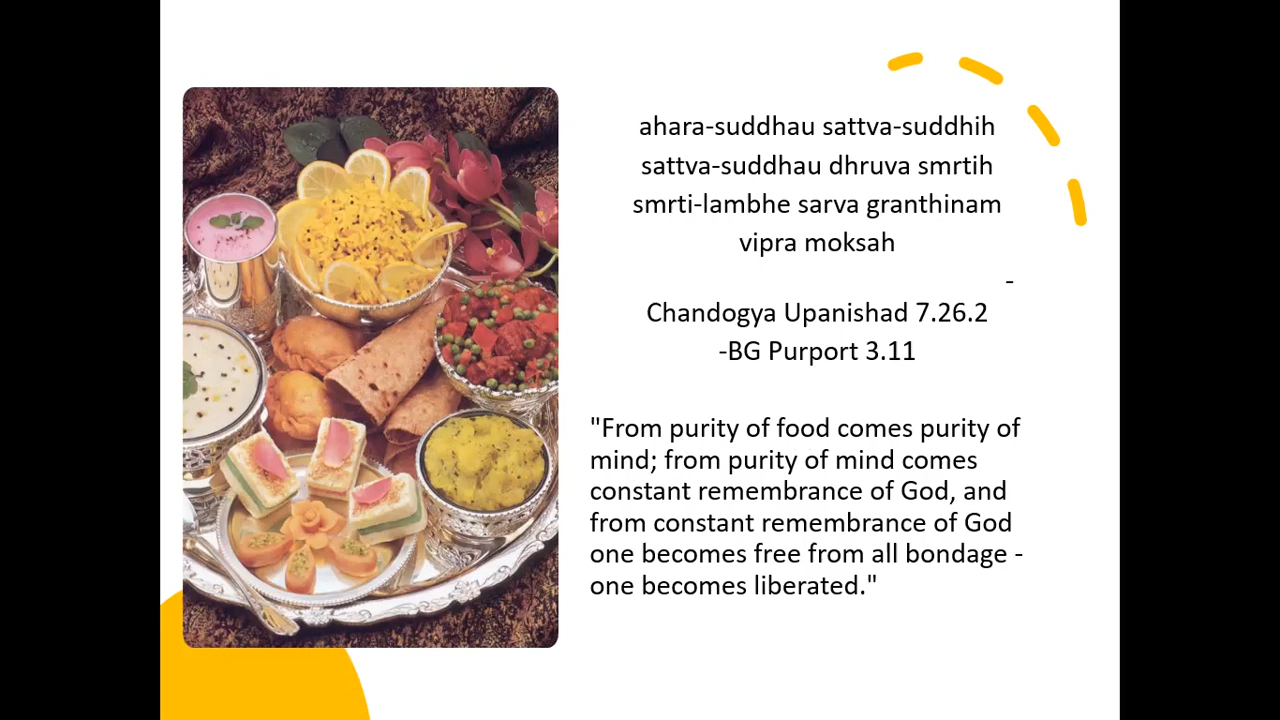 ahara-suddhau sattva-suddhih
sattva-suddhau dhruva smrtih
smrti-lambhe sarva granthinam
vipra moksah
-
Chandogya Upanishad 7.26.2
-BG Purport 3.11
"From purity of food comes purity of
mind; from purity of mind comes
constant remembrance of God, and
from constant remembrance of God
one becomes free from all bondage -
one becomes liberated."